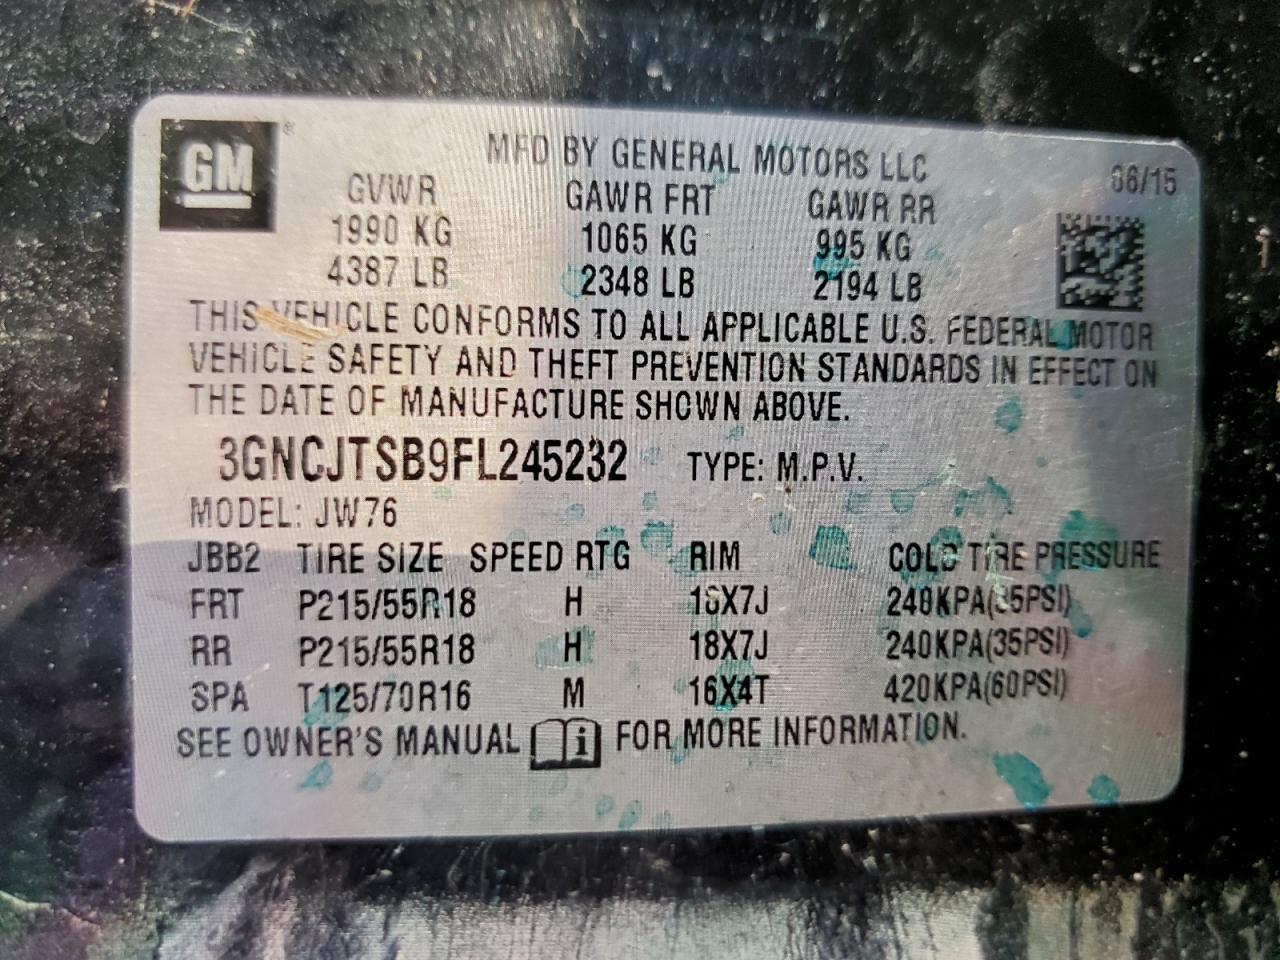 GM
MFD BY GENERAL MOTORS LLC
06/15
GVWR GAWR FRT GAWR RR
1990 KG 1065 KG 995 KG
4387 LB 2348 LB 2194 LB
THIS VEHICLE CONFORMS TO ALL APPLICABLE U.S. FEDERAL MOTOR
VEHICLE SAFETY AND THEFT PREVENTION STANDARDS IN EFFECT ON
THE DATE OF MANUFACTURE SHOWN ABOVE.
3GNCJTSB9FL245232 TYPE: M.P.V.
MODEL: JW76
JBB2 TIRE SIZE SPEED RTG RIM COLD TIRE PRESSURE
FRT P215/55R18 H 18X7J 240KPA(35PSI)
RR P215/55R18 H 18X7J 240KPA(35PSI)
SPA T125/70R16 M 16X4T 420KPA(60PSI)
SEE OWNER'S MANUAL i FOR MORE INFORMATION.